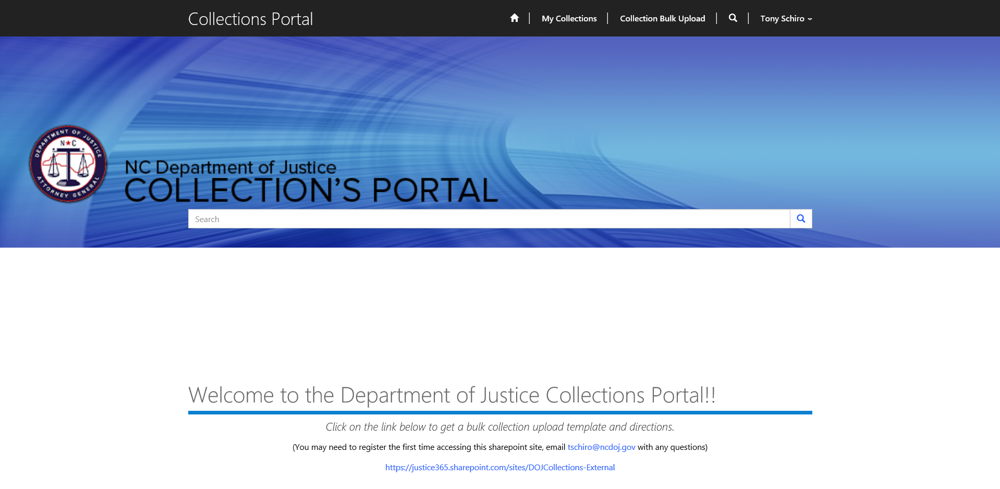 Collections Portal
My Collections
Collection Bulk Upload
Tony Schiro
DEPARTMENT OF JUSTICE
N★C
ATTORNEY GENERAL
NC Department of Justice
COLLECTION'S PORTAL
Search
Welcome to the Department of Justice Collections Portal!!
Click on the link below to get a bulk collection upload template and directions.
(You may need to register the first time accessing this sharepoint site, email tschiro@ncdoj.gov with any questions)
https://justice365.sharepoint.com/sites/DOJCollections-External